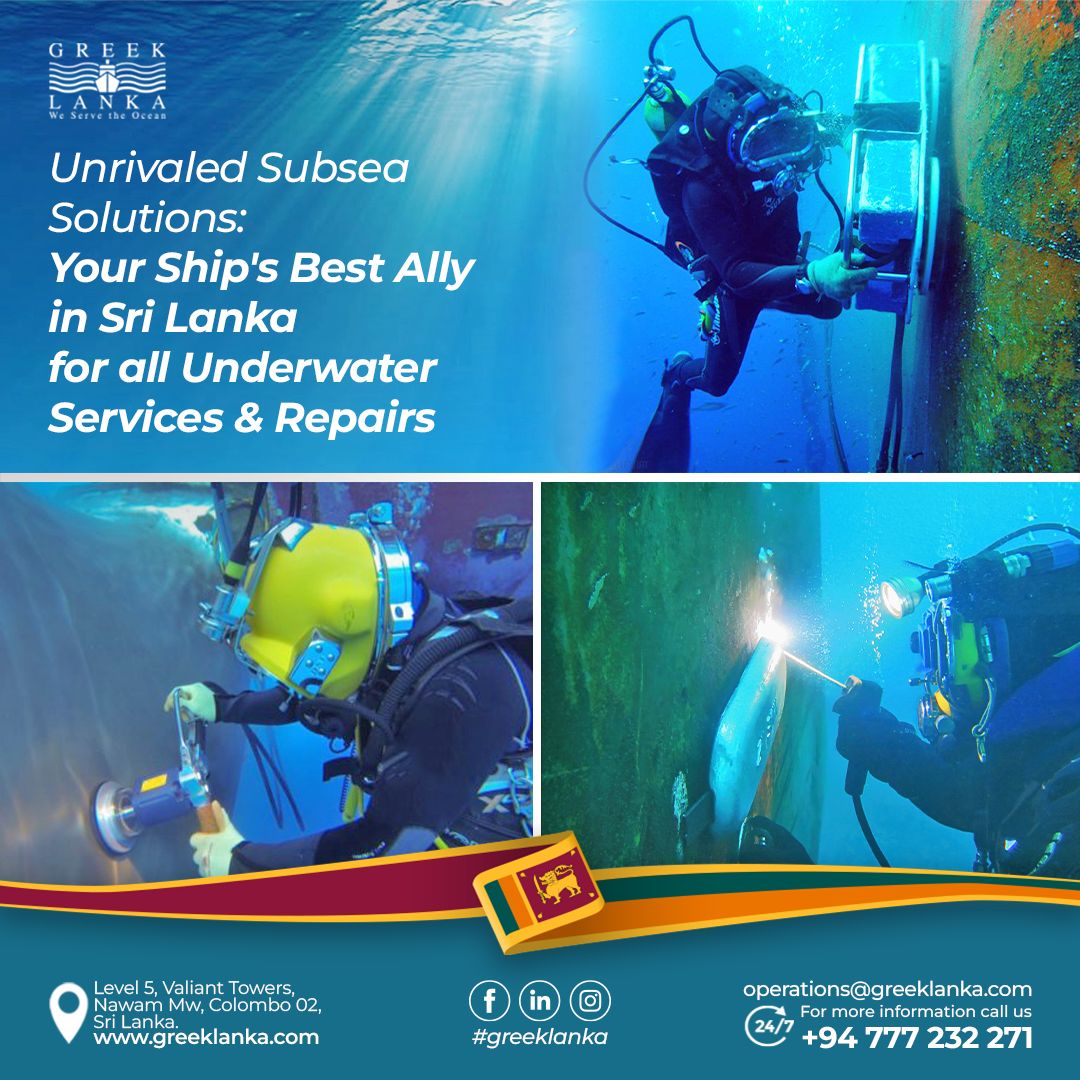 GREEK
LANKA
We Serve the Ocean
Unrivaled Subsea
Solutions:
Your Ship's Best Ally
in Sri Lanka
for all Underwater
Services & Repairs
Level 5, Valiant Towers,
Nawam Mw, Colombo 02,
Sri Lanka.
www.greeklanka.com
f in
#greeklanka
operations@greeklanka.com
24/7
For more information call us
+94 777 232 271